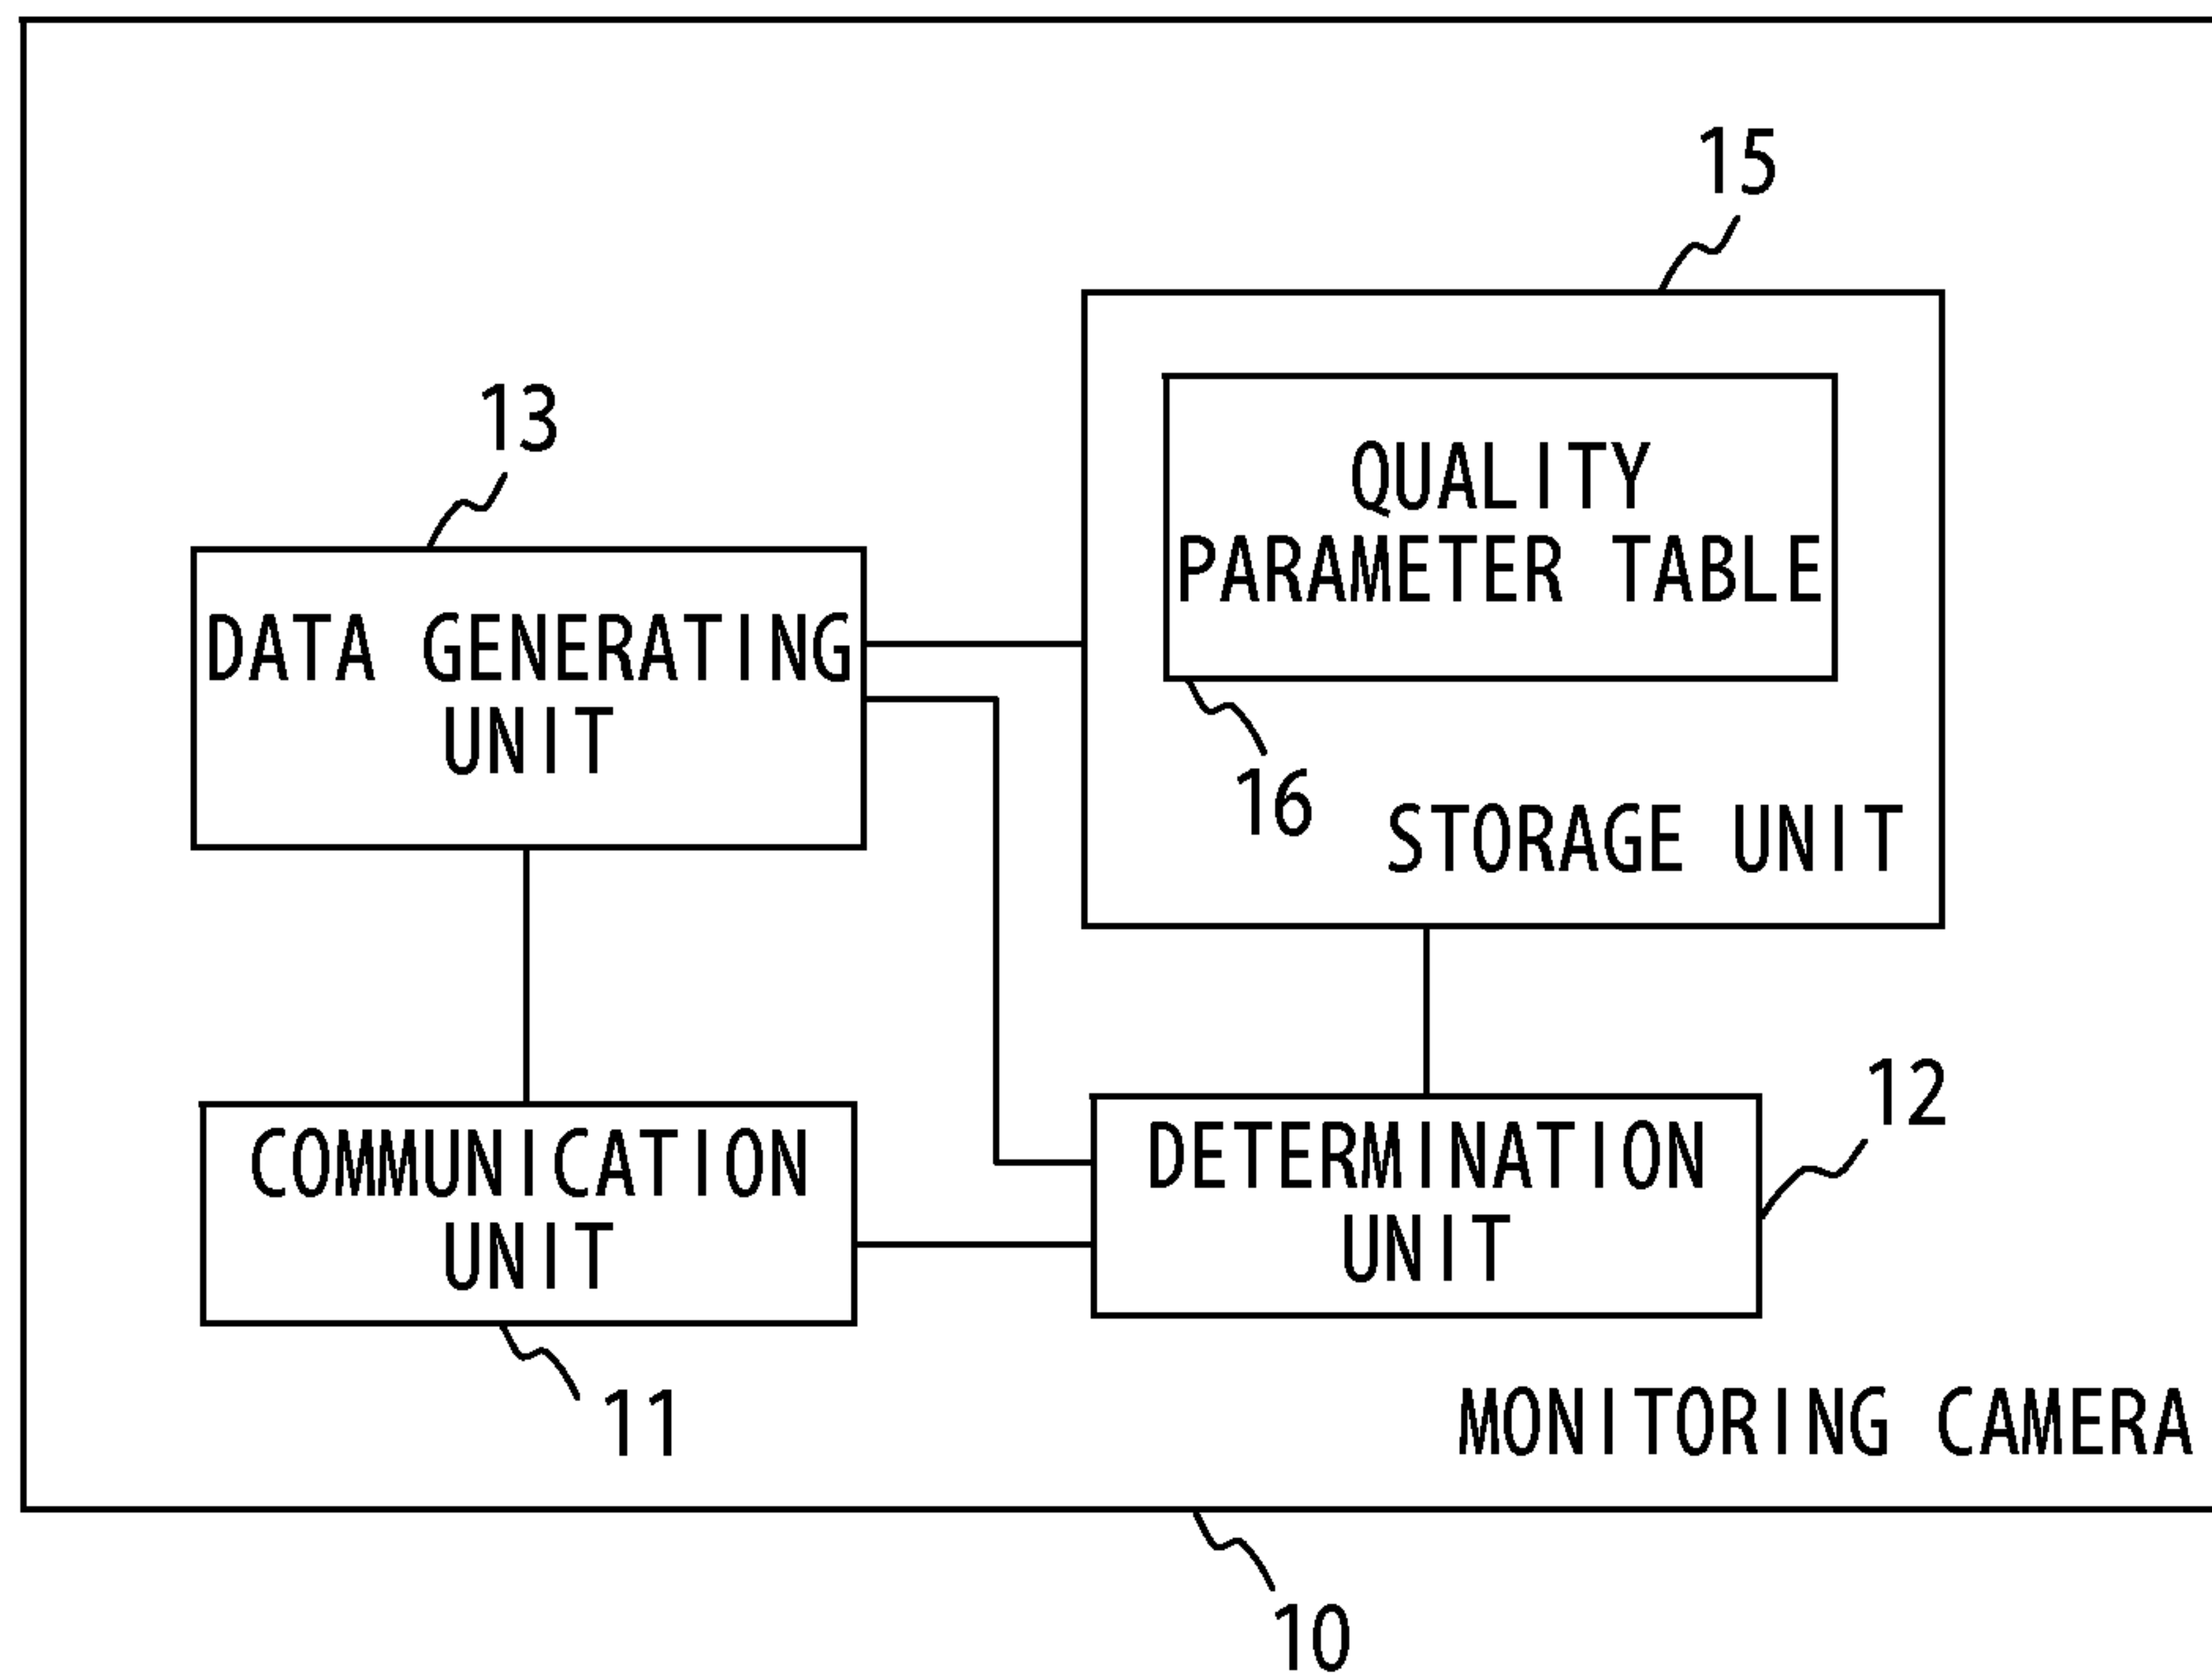 15
13
QUALITY
PARAMETER TABLE
DATA GENERATING
UNIT
16
STORAGE UNIT
12
COMMUNICATION
UNIT
DETERMINATION
UNIT
11
MONITORING CAMERA
10